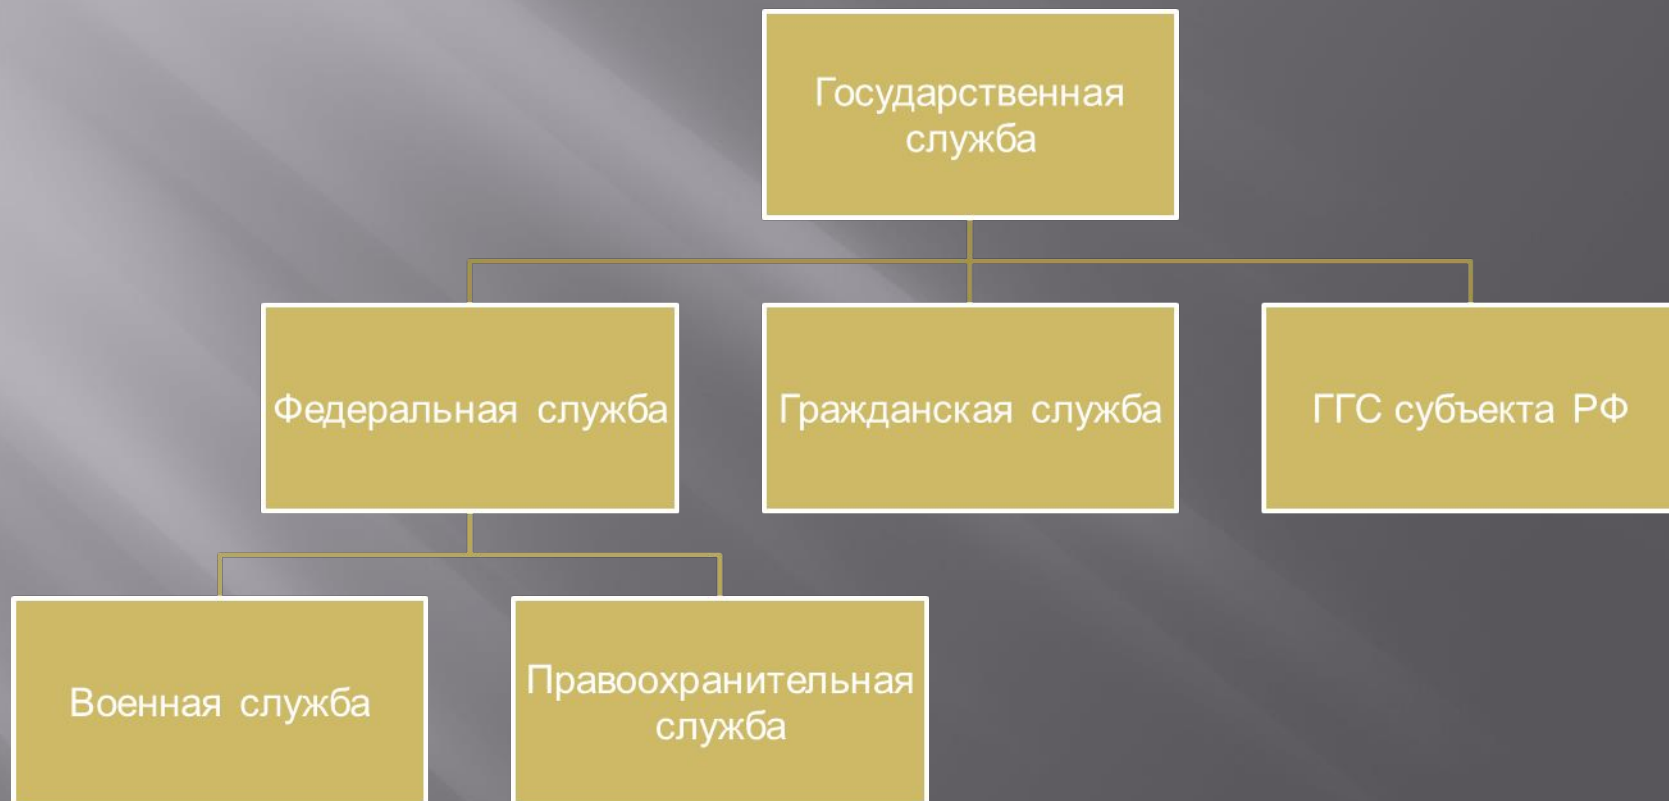 Государственная
служба
Федеральная служба
Гражданская служба
ГГС субъекта РФ
Военная служба
Правоохранительная
служба